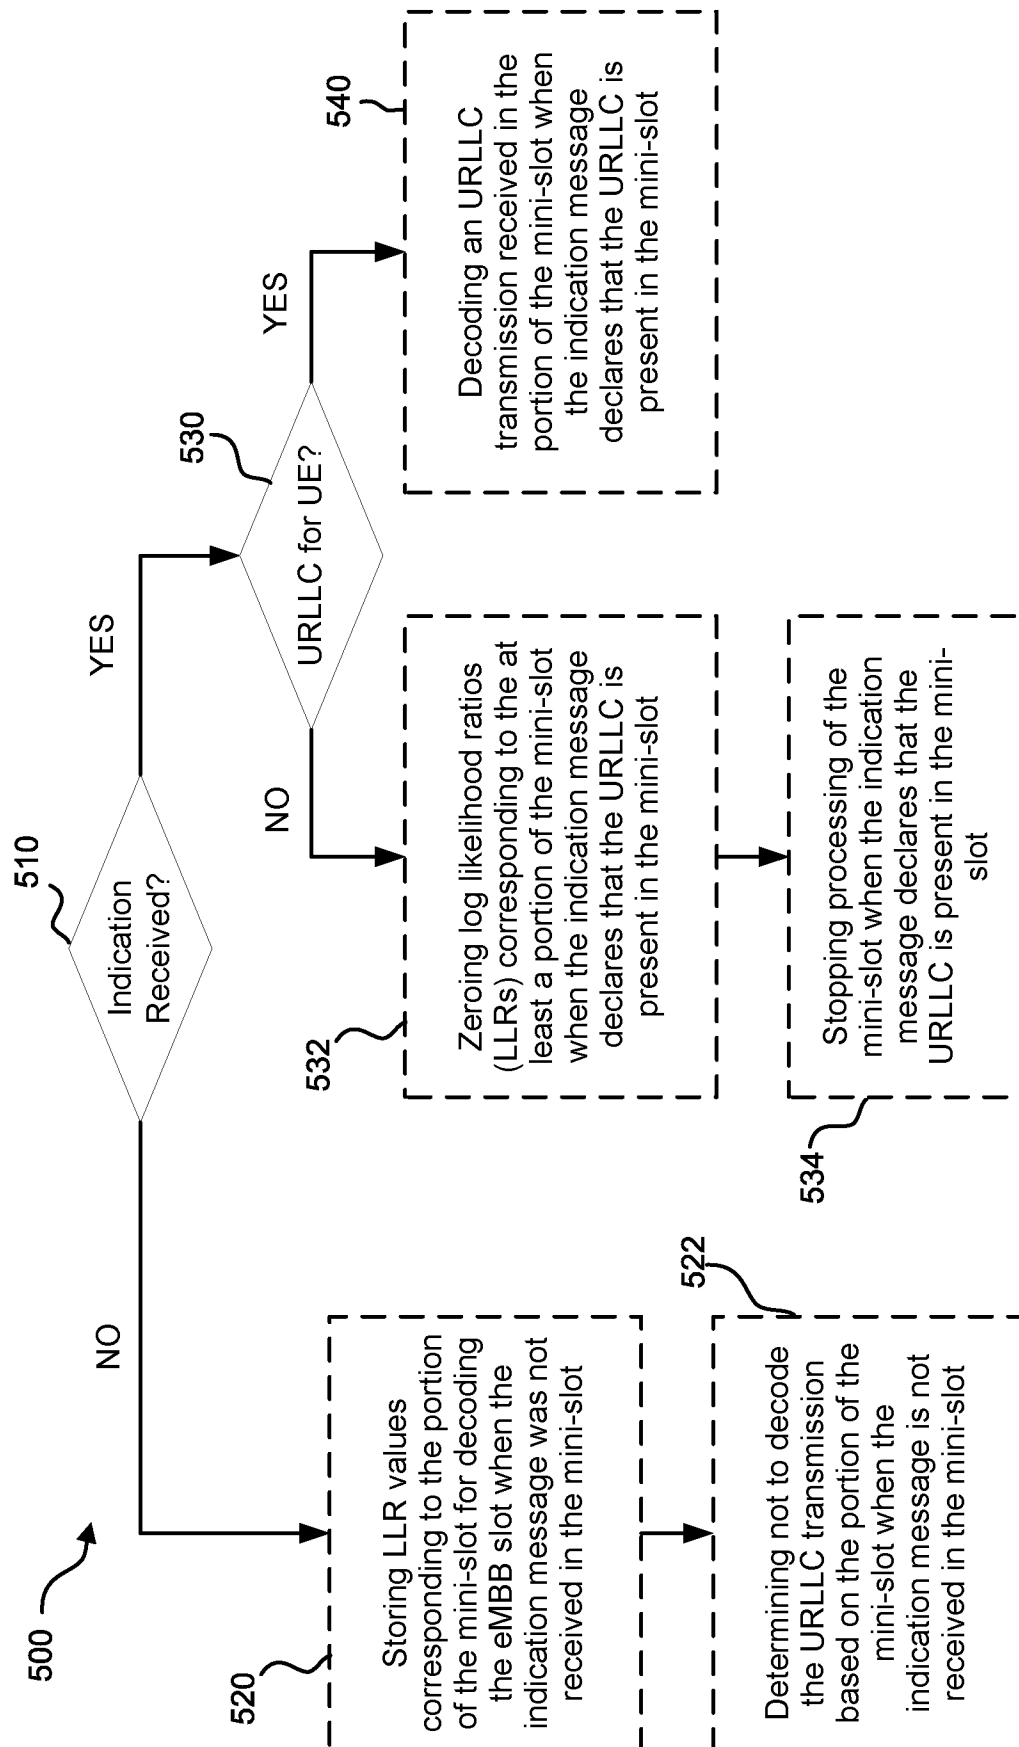 500
510
Indication
Received?
NO
YES
520
Storing LLR values
corresponding to the portion
of the mini-slot for decoding
the eMBB slot when the
indication message was not
received in the mini-slot
522
Determining not to decode
the URLLC transmission
based on the portion of the
mini-slot when the
indication message is not
received in the mini-slot
530
URLLC for UE?
NO
YES
532
Zeroing log likelihood ratios
(LLRs) corresponding to the at
least a portion of the mini-slot
when the indication message
declares that the URLLC is
present in the mini-slot
534
Stopping processing of the
mini-slot when the indication
message declares that the
URLLC is present in the mini-
slot
540
Decoding an URLLC
transmission received in the
portion of the mini-slot when
the indication message
declares that the URLLC is
present in the mini-slot